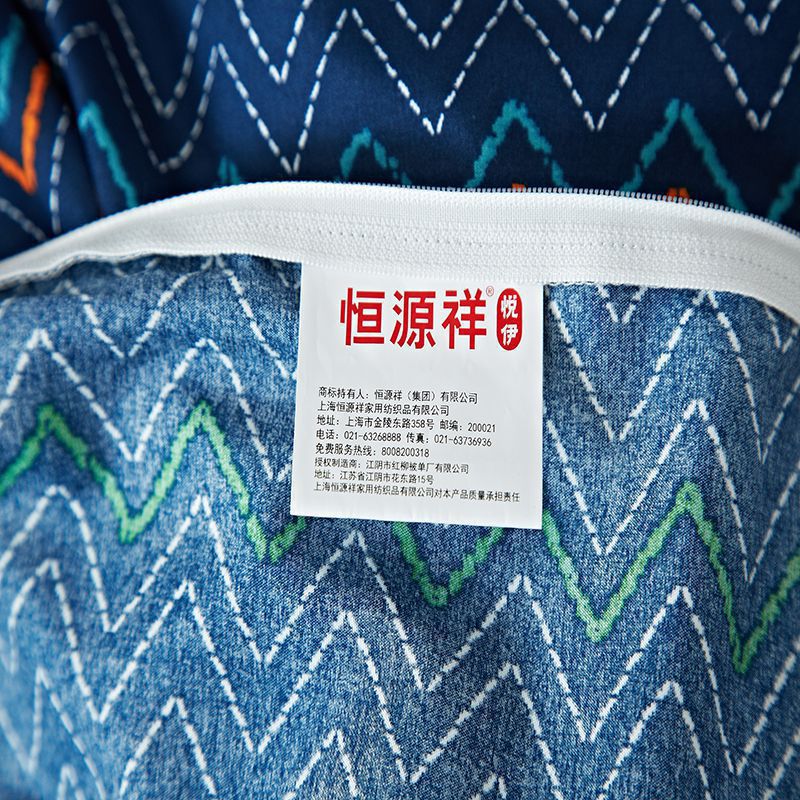 恒源祥® 悦伊
商标持有人：恒源祥（集团）有限公司
上海恒源祥家用纺织品有限公司
地址：上海市金陵东路358号 邮编：200021
电话：021-63268888 传真：021-63736936
免费服务热线：8008200318
授权制造商：江阴市红柳被单厂有限公司
地址：江苏省江阴市花东路15号
上海恒源祥家用纺织品有限公司对本产品质量承担责任